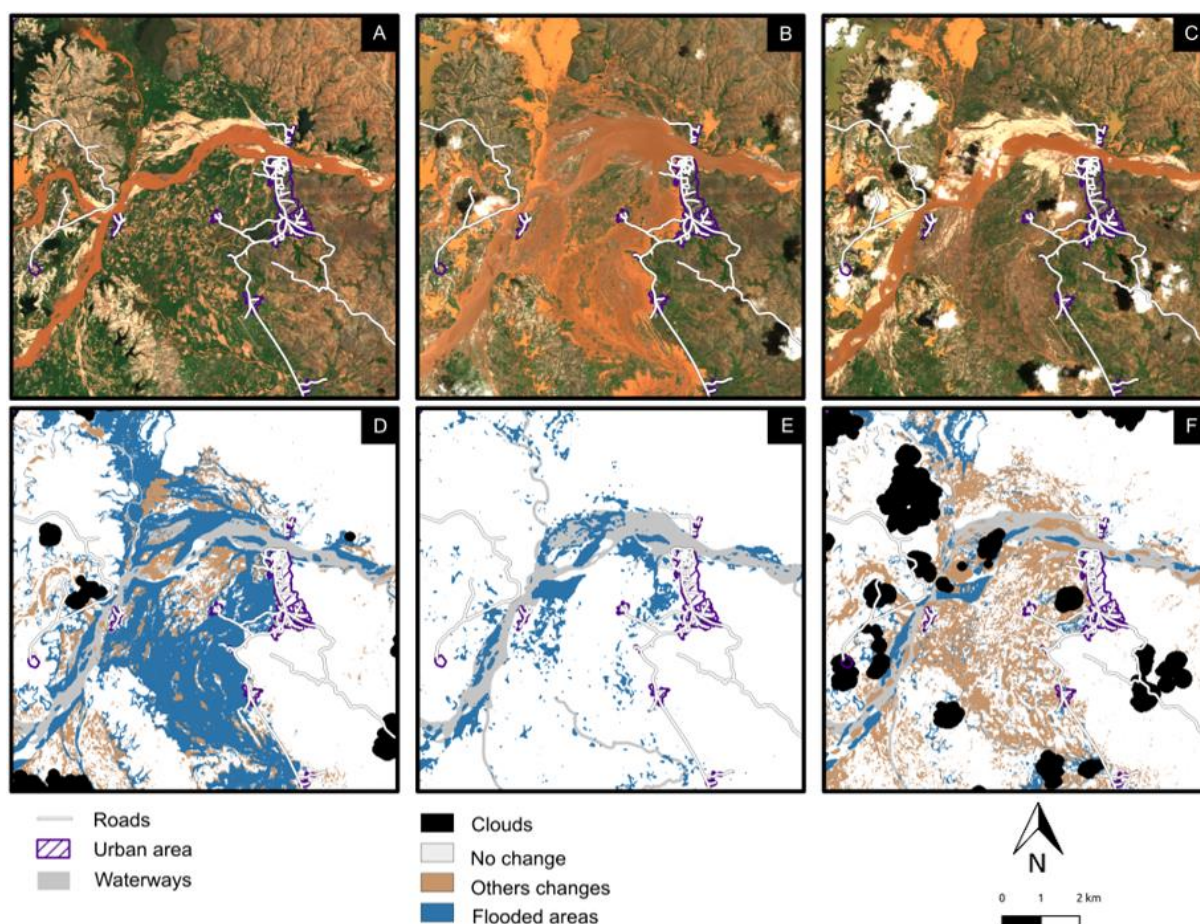 A
B
C
D
E
F
Roads
Urban area
Waterways
Clouds
No change
Others changes
Flooded areas
N
0 1 2 km